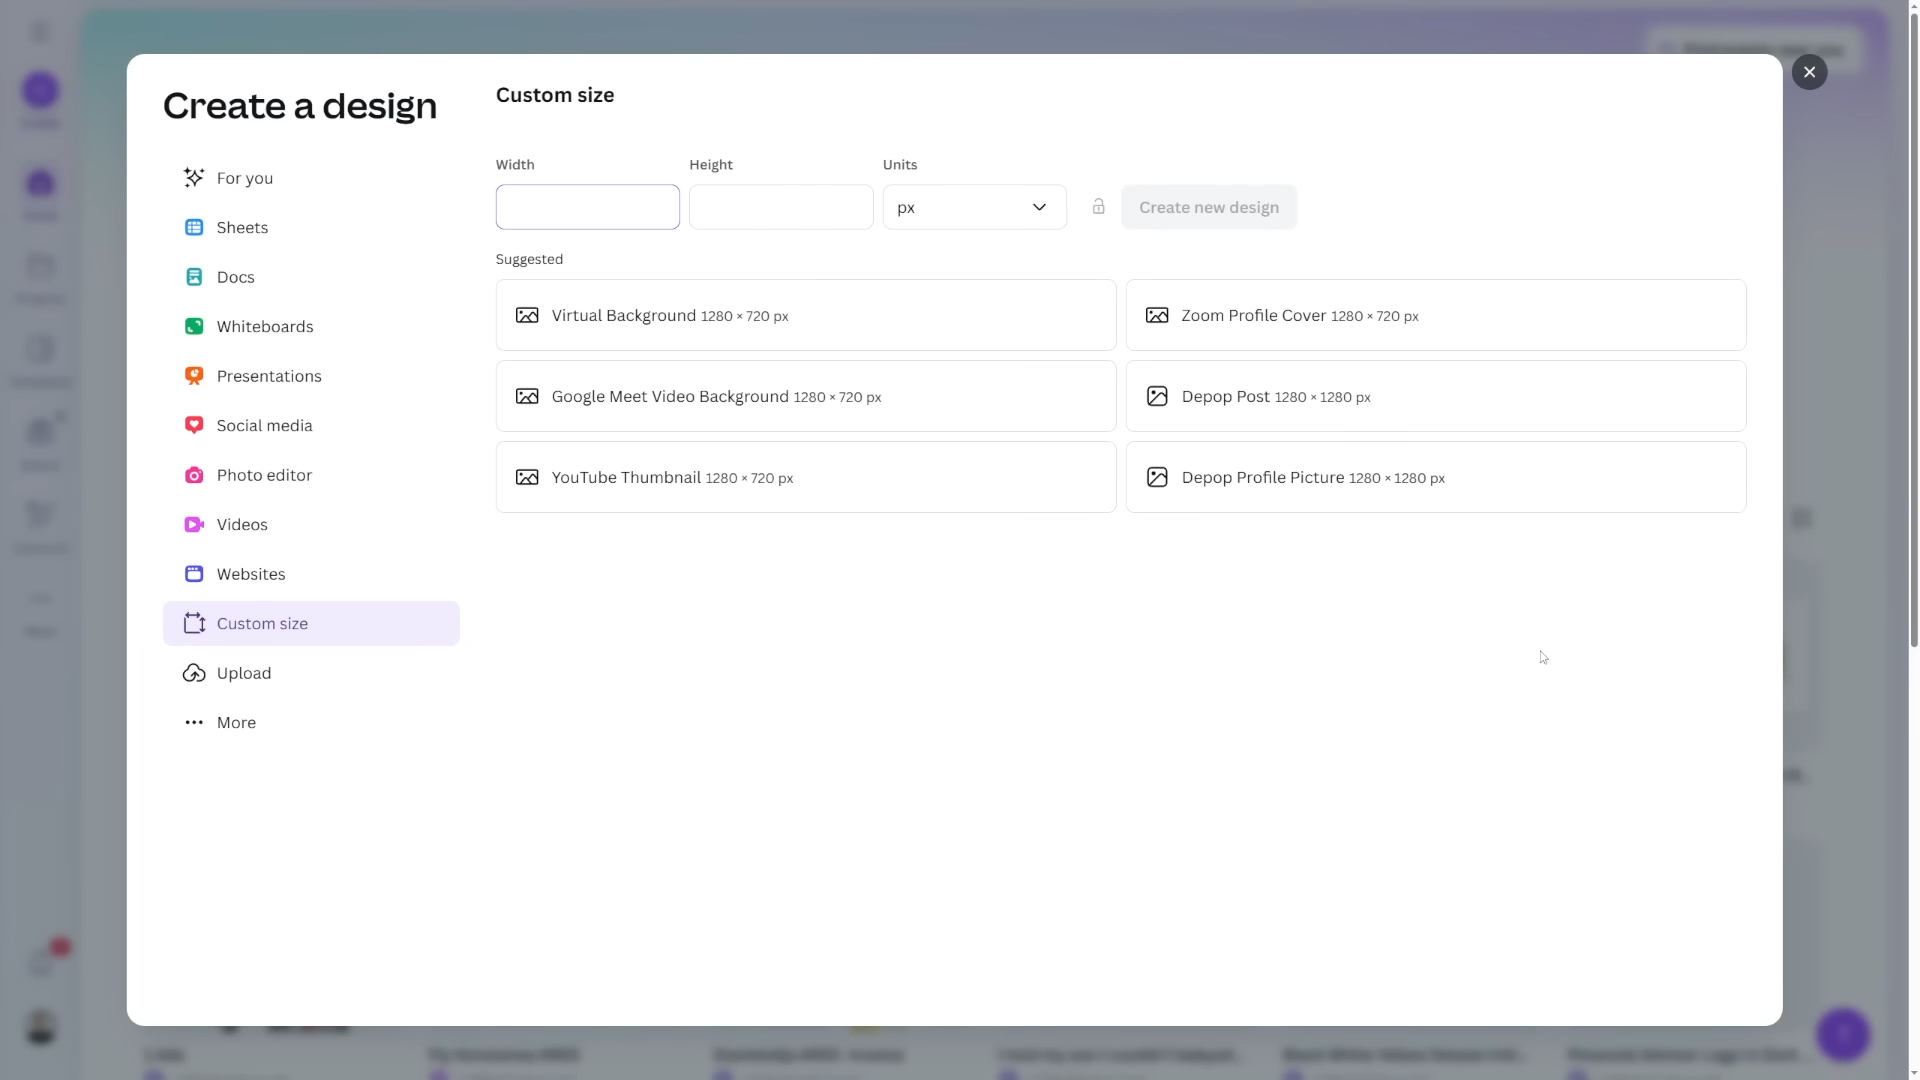 Create a design
For you
Sheets
Docs
Whiteboards
Presentations
Social media
Photo editor
Videos
Websites
Custom size
Upload
More
Custom size
Width Height Units
px Create new design
Suggested
Virtual Background 1280 × 720 px
Zoom Profile Cover 1280 × 720 px
Google Meet Video Background 1280 × 720 px
Depop Post 1280 × 1280 px
YouTube Thumbnail 1280 × 720 px
Depop Profile Picture 1280 × 1280 px